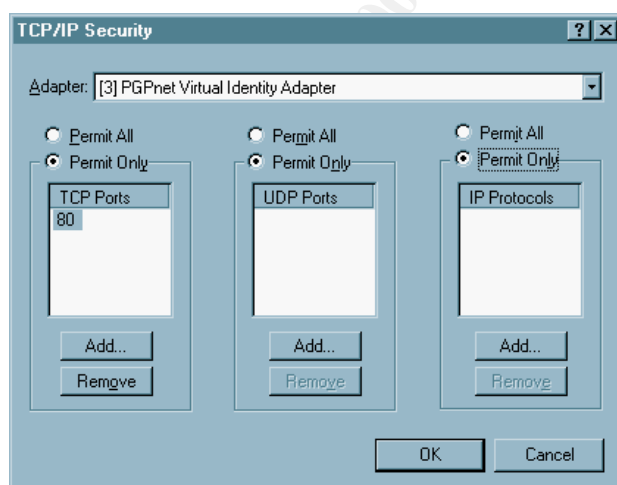 TCP/IP Security
Adapter: [3] PGPnet Virtual Identity Adapter
Permit All Permit All Permit All
Permit Only Permit Only Permit Only
TCP Ports UDP Ports IP Protocols
80
Add... Add... Add...
Remove Remove Remove
OK Cancel